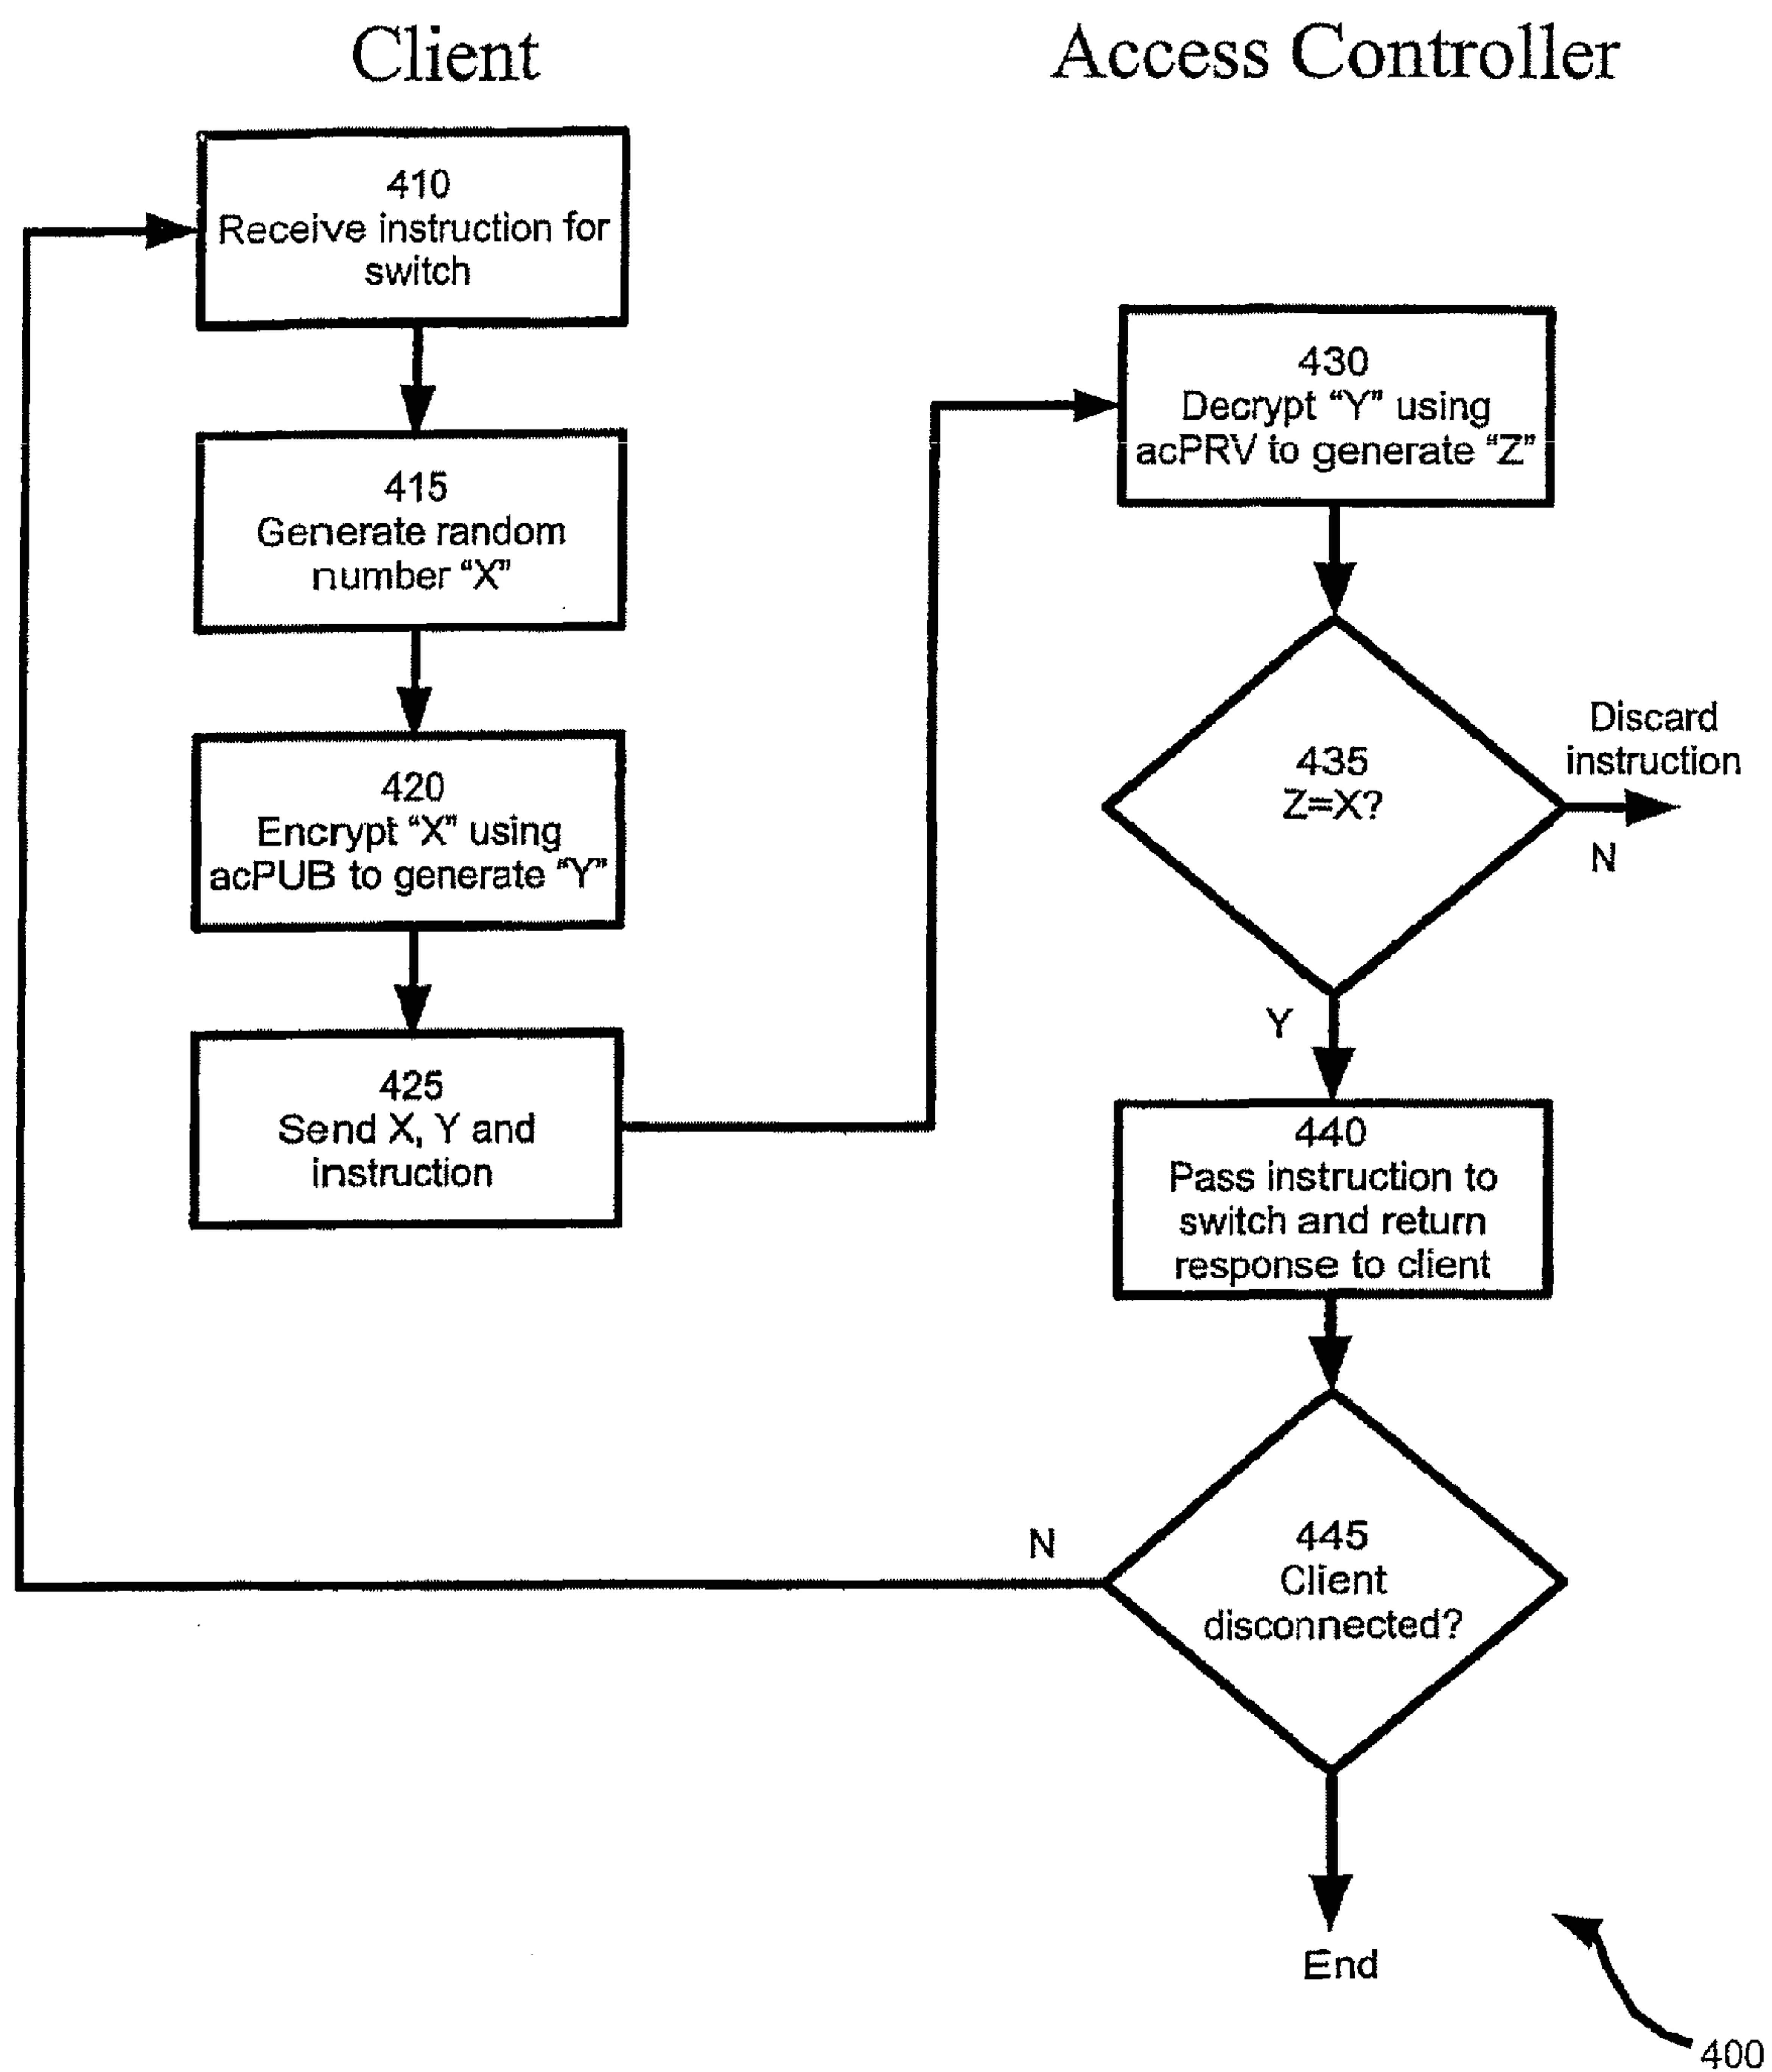 Client
Access Controller
410
Receive instruction for
switch
415
Generate random
number “X”
420
Encrypt “X” using
acPUB to generate “Y”
425
Send X, Y and
instruction
430
Decrypt “Y” using
acPRV to generate “Z”
435
Z=X?
Discard
instruction
N
Y
440
Pass instruction to
switch and return
response to client
445
Client
disconnected?
N
End
400